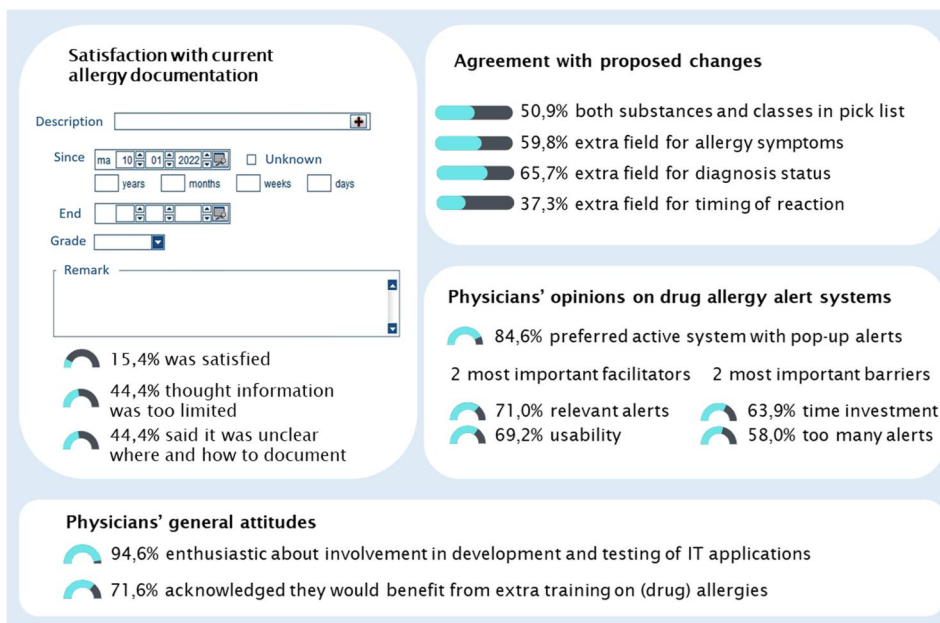 Satisfaction with current
allergy documentation
Description
Since ma 10 01 2022 Unknown
years months weeks days
End
Grade
Remark
15,4% was satisfied
44,4% thought information
was too limited
44,4% said it was unclear
where and how to document
Agreement with proposed changes
50,9% both substances and classes in pick list
59,8% extra field for allergy symptoms
65,7% extra field for diagnosis status
37,3% extra field for timing of reaction
Physicians' opinions on drug allergy alert systems
84,6% preferred active system with pop-up alerts
2 most important facilitators
71,0% relevant alerts
69,2% usability
2 most important barriers
63,9% time investment
58,0% too many alerts
Physicians' general attitudes
94,6% enthusiastic about involvement in development and testing of IT applications
71,6% acknowledged they would benefit from extra training on (drug) allergies